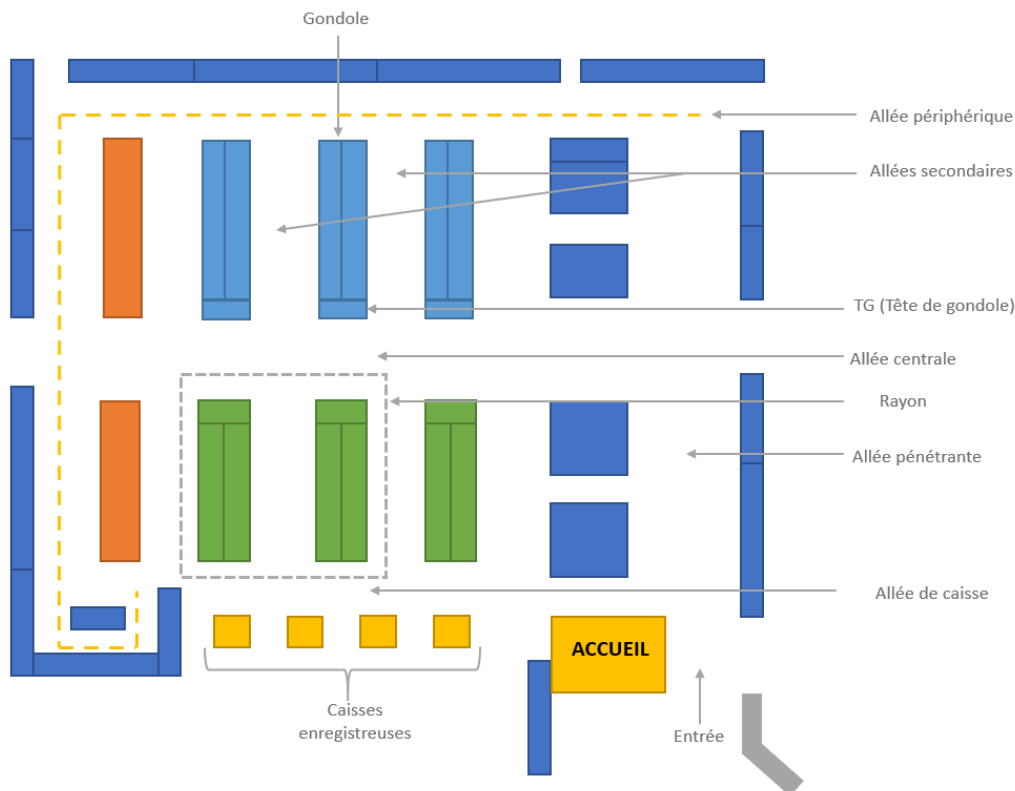 Gondole
Allée périphérique
Allées secondaires
TG (Tête de gondole)
Allée centrale
Rayon
Allée pénétrante
Allée de caisse
ACCUEIL
Caisses
enregistreuses
Entrée